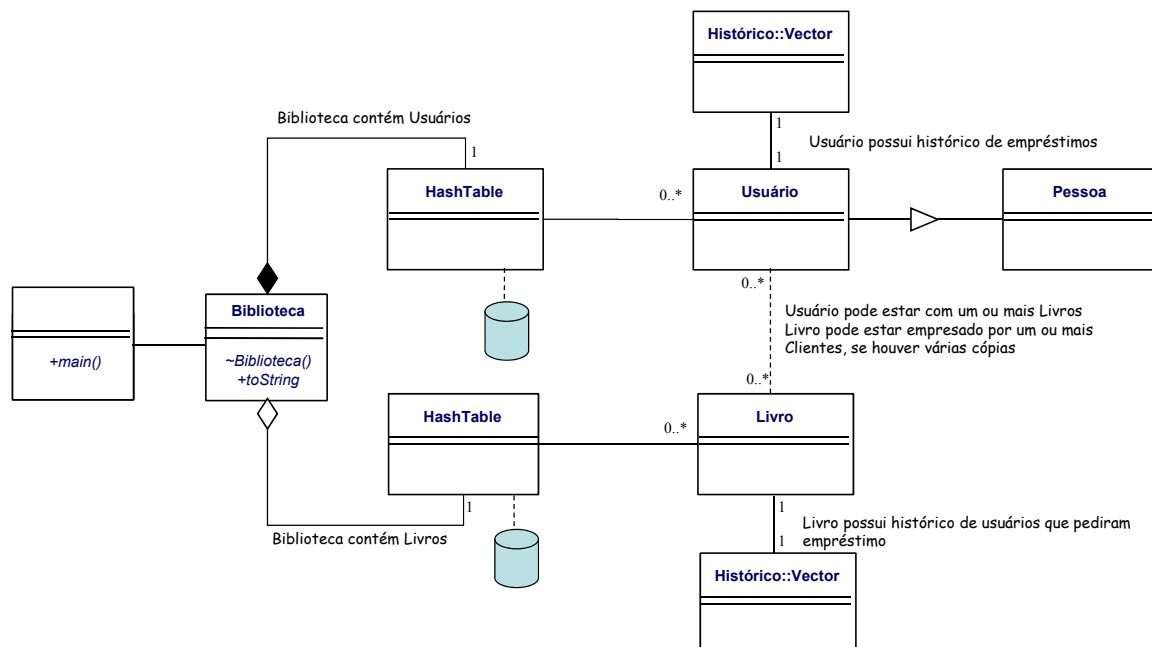 Histórico::Vector
1
1
Usuário possui histórico de empréstimos
Biblioteca contém Usuários
1
HashTable
0..*
Usuário
Pessoa
0..*
Usuário pode estar com um ou mais Livros
Livro pode estar empresado por um ou mais
Clientes, se houver várias cópias
0..*
+main()
Biblioteca
~Biblioteca()
+toString
HashTable
1
0..*
Livro
Biblioteca contém Livros
1
1
Livro possui histórico de usuários que pediram
empréstimo
Histórico::Vector